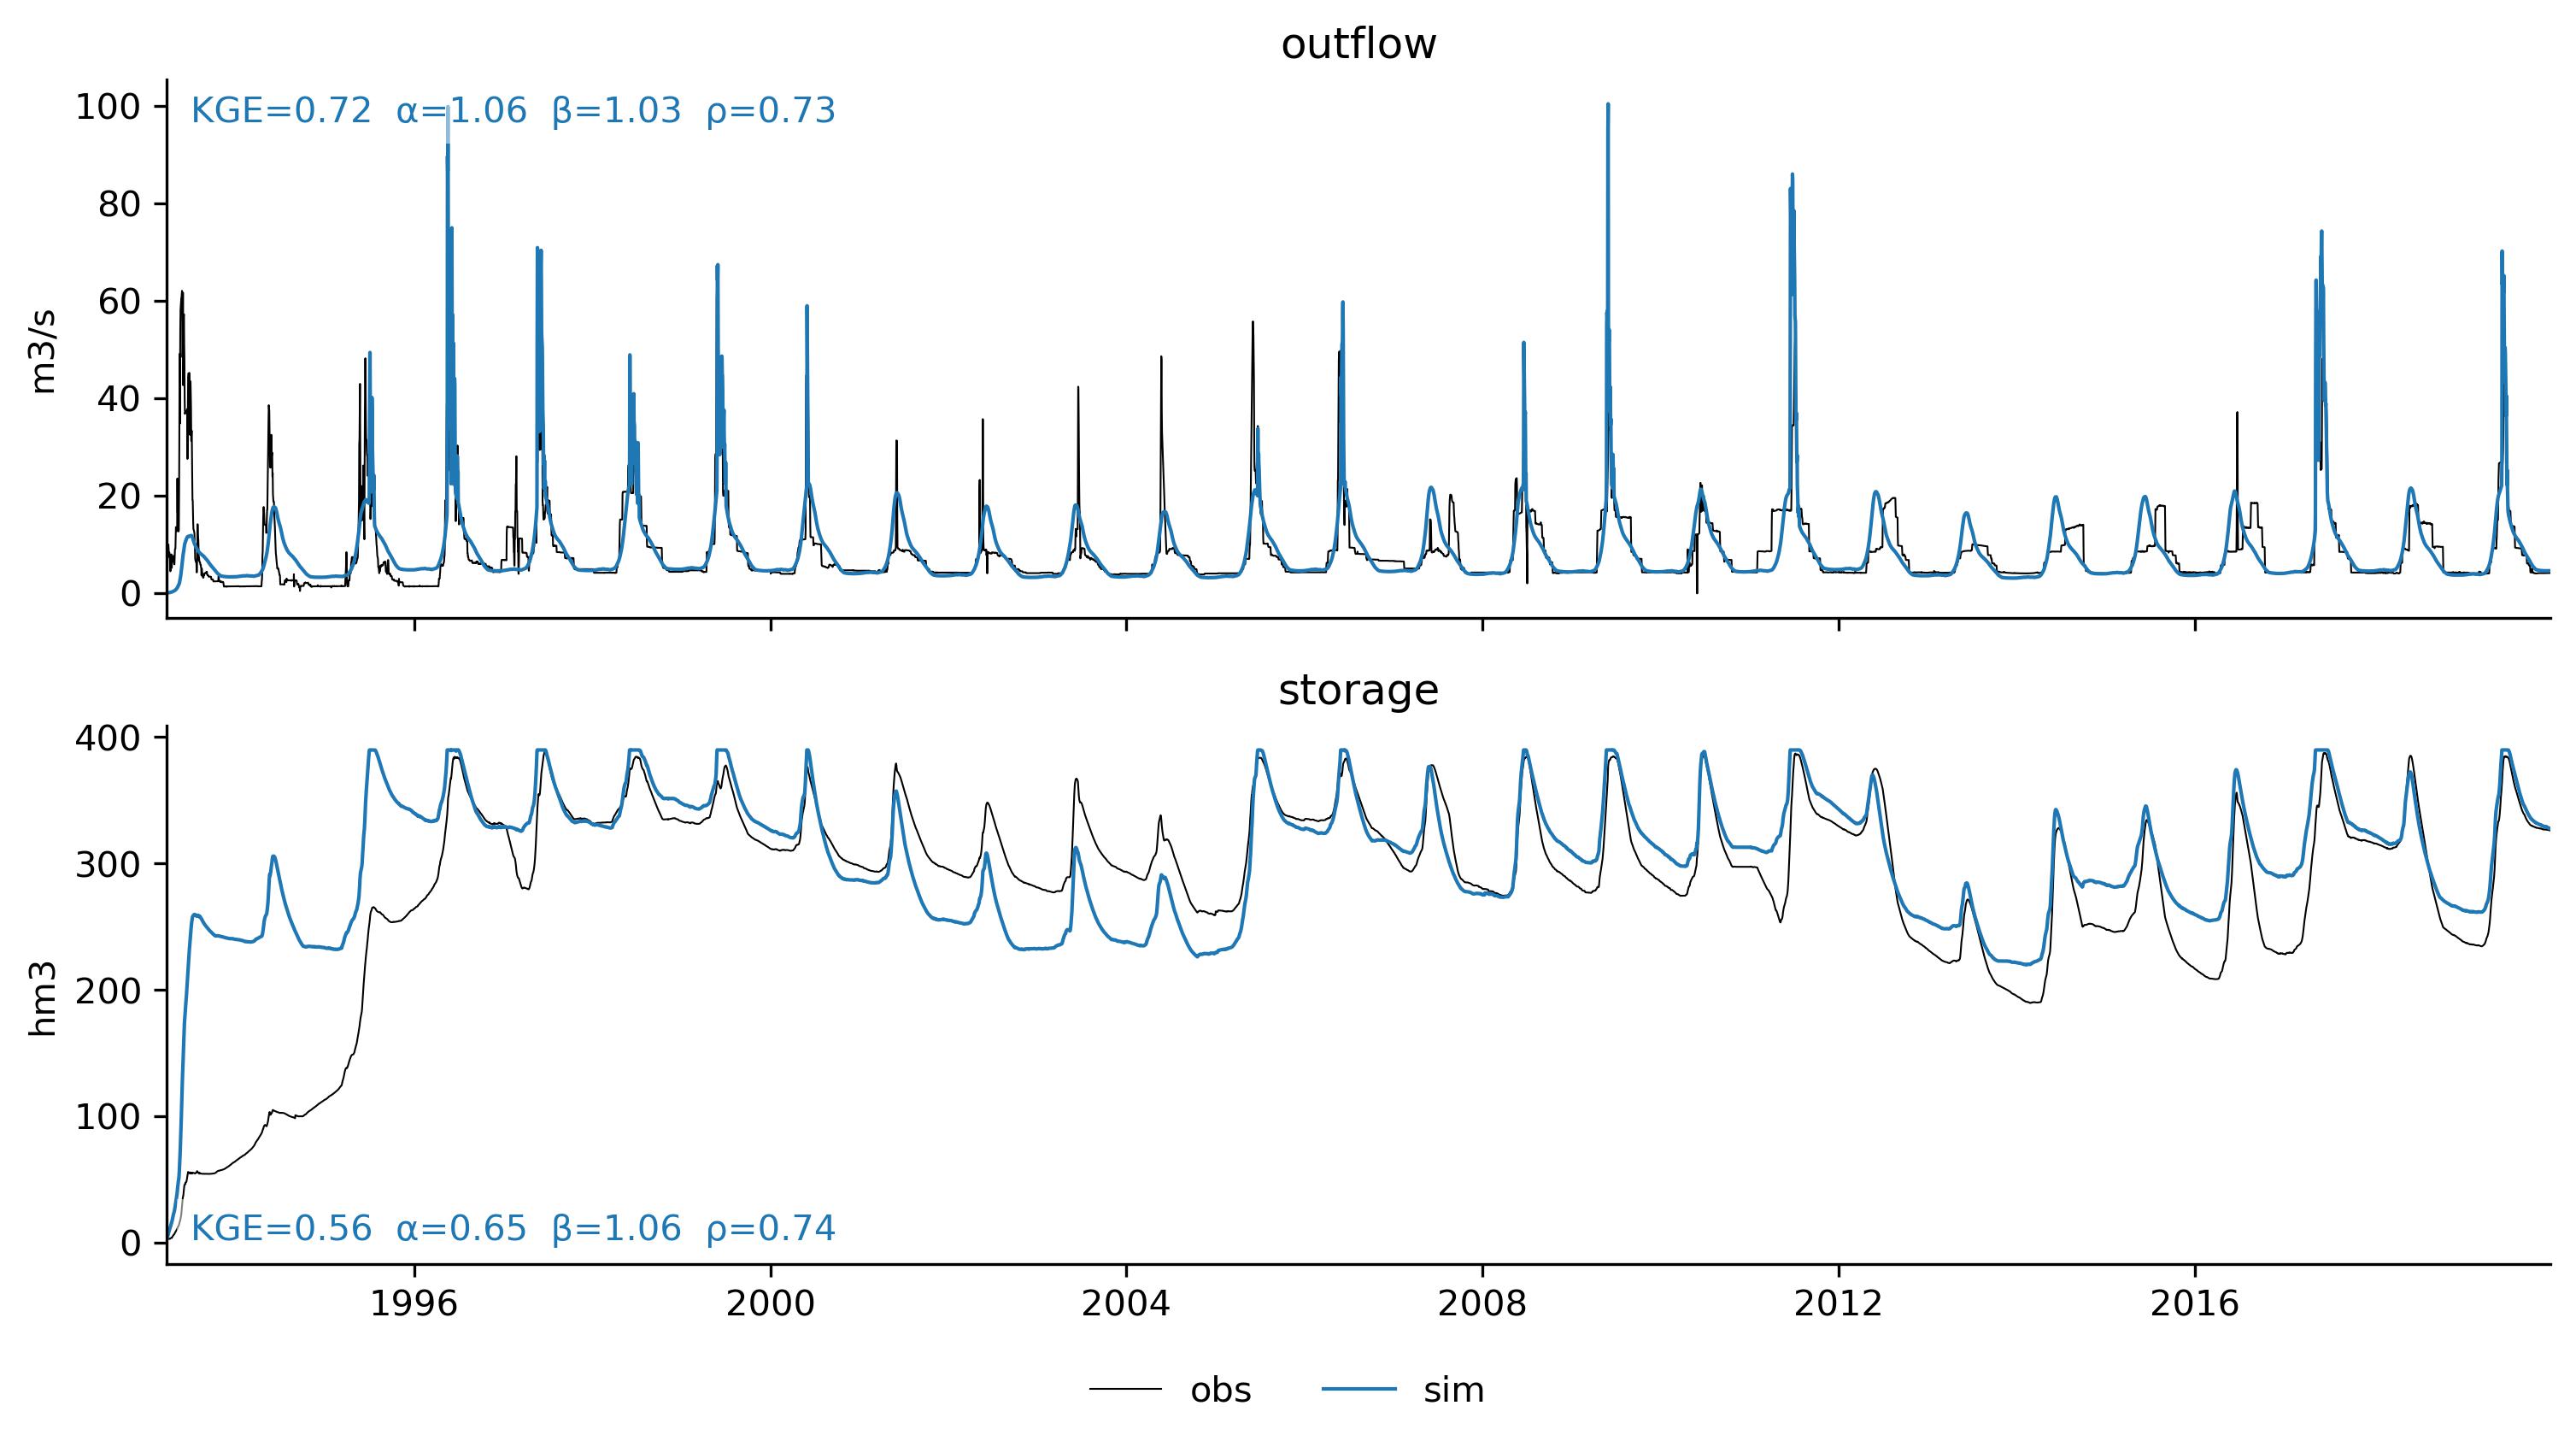 outflow
100
80
60
40
20
0
m3/s
KGE=0.72 α=1.06 β=1.03 ρ=0.73
storage
400
300
200
100
0
hm3
KGE=0.56 α=0.65 β=1.06 ρ=0.74
1996 2000 2004 2008 2012 2016
obs sim